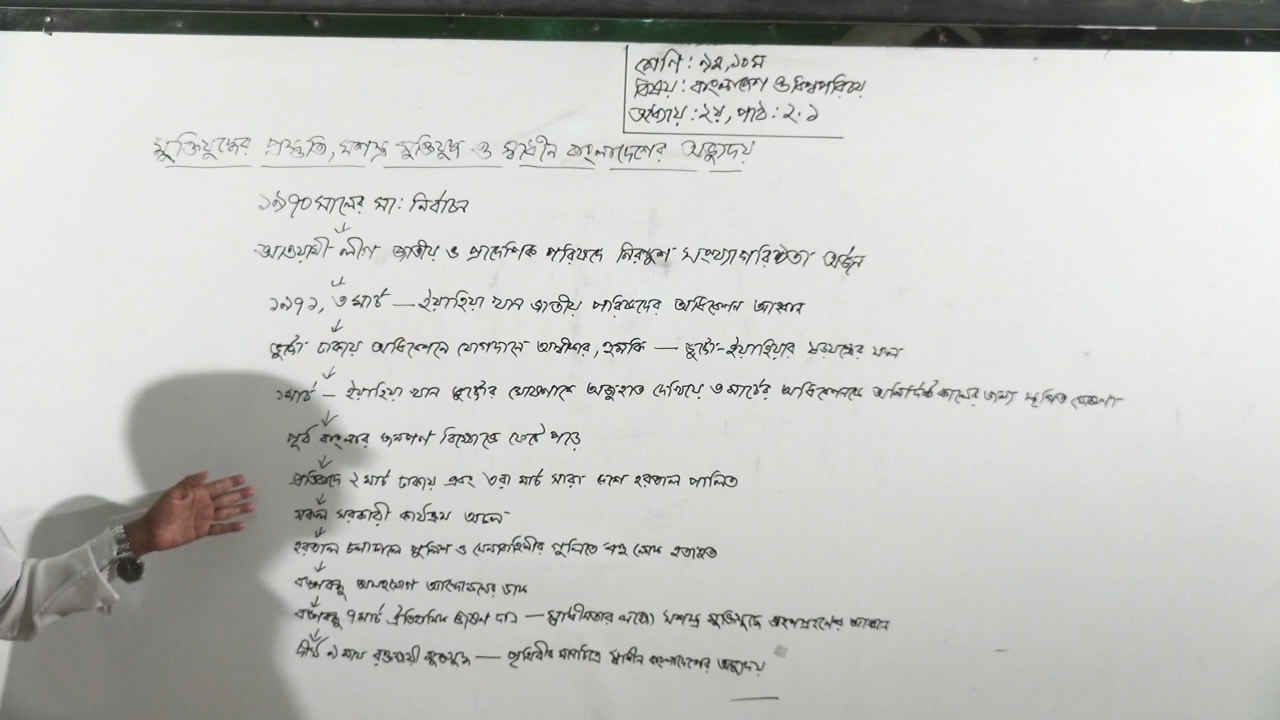 শ্রেণি : ৯ম, ১০ম
বিষয় : বাংলাদেশ ও বিশ্বপরিচয়
অধ্যায় : ২য়, পাঠ : ২.১
মুক্তিযুদ্ধের প্রস্তুতি, সশস্ত্র মুক্তিযুদ্ধ ও স্বাধীন বাংলাদেশের অভ্যুদয়
১৯৭০ সালের সা: নির্বাচন
আওয়ামী লীগ জাতীয় ও প্রাদেশিক পরিষদে নিরঙ্কুশ সংখ্যাগরিষ্ঠতা অর্জন
১৯৭১, ৩ মার্চ — ইয়াহিয়া খান জাতীয় পরিষদের অধিবেশন আহ্বান
ভুট্টো ঢাকায় অধিবেশনে যোগদানে অস্বীকার, হুমকি — ভুট্টো-ইয়াহিয়ার ষড়যন্ত্রের ফল
১ মার্চ — ইয়াহিয়া খান ভুট্টোর ঘোষণাকে অজুহাত দেখিয়ে ৩ মার্চের অধিবেশনকে অনির্দিষ্ট কালের জন্য স্থগিত ঘোষণা
পূর্ব বাংলার জনগণ বিক্ষোভে ফেটে পড়ে
প্রতিবাদে ২ মার্চ ঢাকায় এবং ৩রা মার্চ সারা দেশে হরতাল পালিত
সকল সরকারী কার্যক্রম অচল
হরতাল চলাকালে পুলিশ ও সেনাবাহিনীর গুলিতে বহু লোক হতাহত
বঙ্গবন্ধু অসহযোগ আন্দোলনের ডাক
বঙ্গবন্ধু ৭ মার্চ ঐতিহাসিক ভাষণ দেন — স্বাধীনতার লক্ষ্যে সশস্ত্র মুক্তিযুদ্ধে অংশগ্রহণের আহ্বান
দীর্ঘ ৯ মাস রক্তক্ষয়ী মুক্তিযুদ্ধ — পৃথিবীর মানচিত্রে স্বাধীন বাংলাদেশের অভ্যুদয়